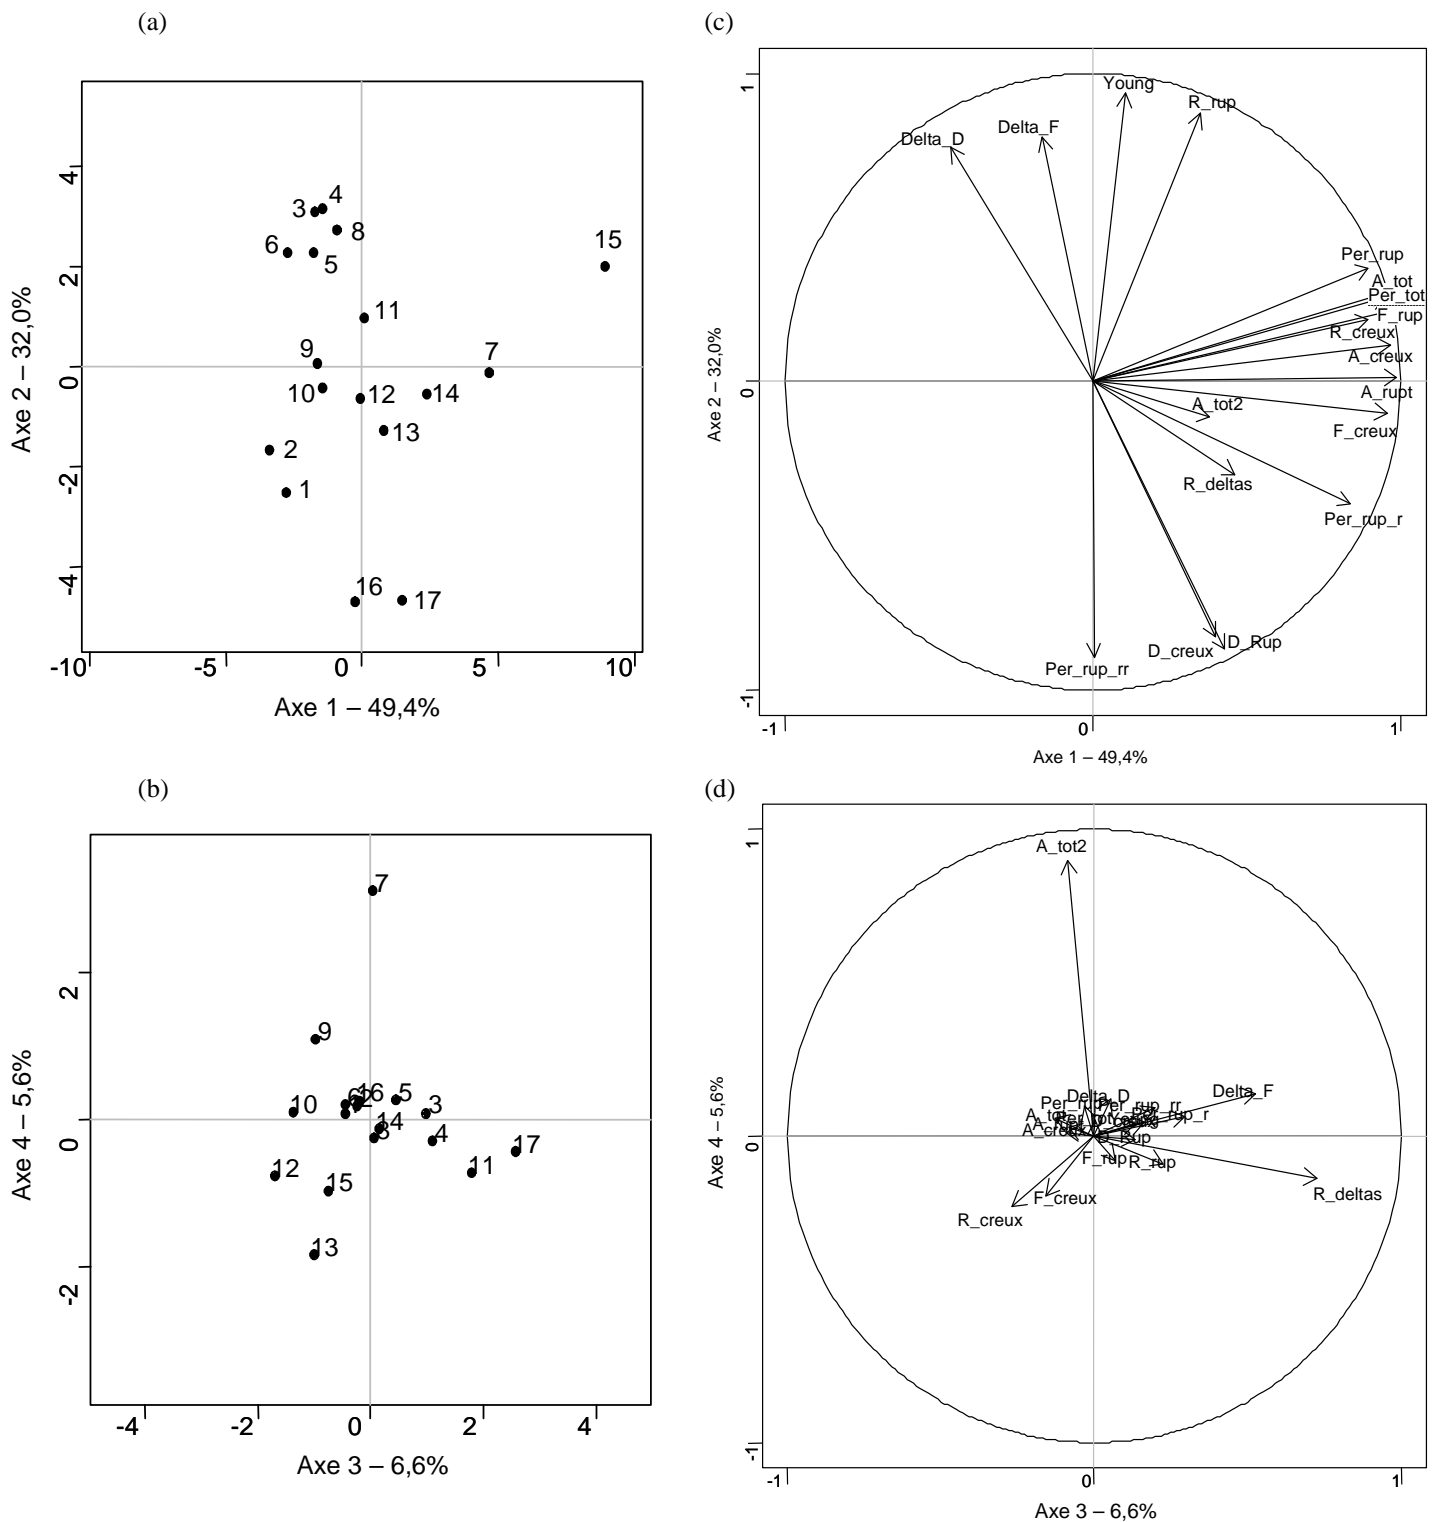 (a)
4
2
0
-2
-4
Axe 2 – 32,0%
3
4
8
6
5
15
11
9
7
10
12
14
13
2
1
16
17
-10
-5
0
5
10
Axe 1 – 49,4%
(c)
1
0
-1
Axe 2 – 32,0%
Young
R_rup
Delta_F
Delta_D
Per_rup
A_tot
Per_tot
F_rup
R_creux
A_creux
A_rupt
A_tot2
F_creux
R_deltas
Per_rup_r
D_creux
D_Rup
Per_rup_rr
-1
0
1
Axe 1 – 49,4%
(b)
2
0
-2
Axe 4 – 5,6%
7
9
10
16
5
3
14
4
17
12
15
11
13
-4
-2
0
2
4
Axe 3 – 6,6%
(d)
1
0
-1
Axe 4 – 5,6%
A_tot2
Delta_D
Delta_F
Per_rup_rr
A_creux
D_Rup
F_rup
R_rup
R_deltas
F_creux
R_creux
-1
0
1
Axe 3 – 6,6%